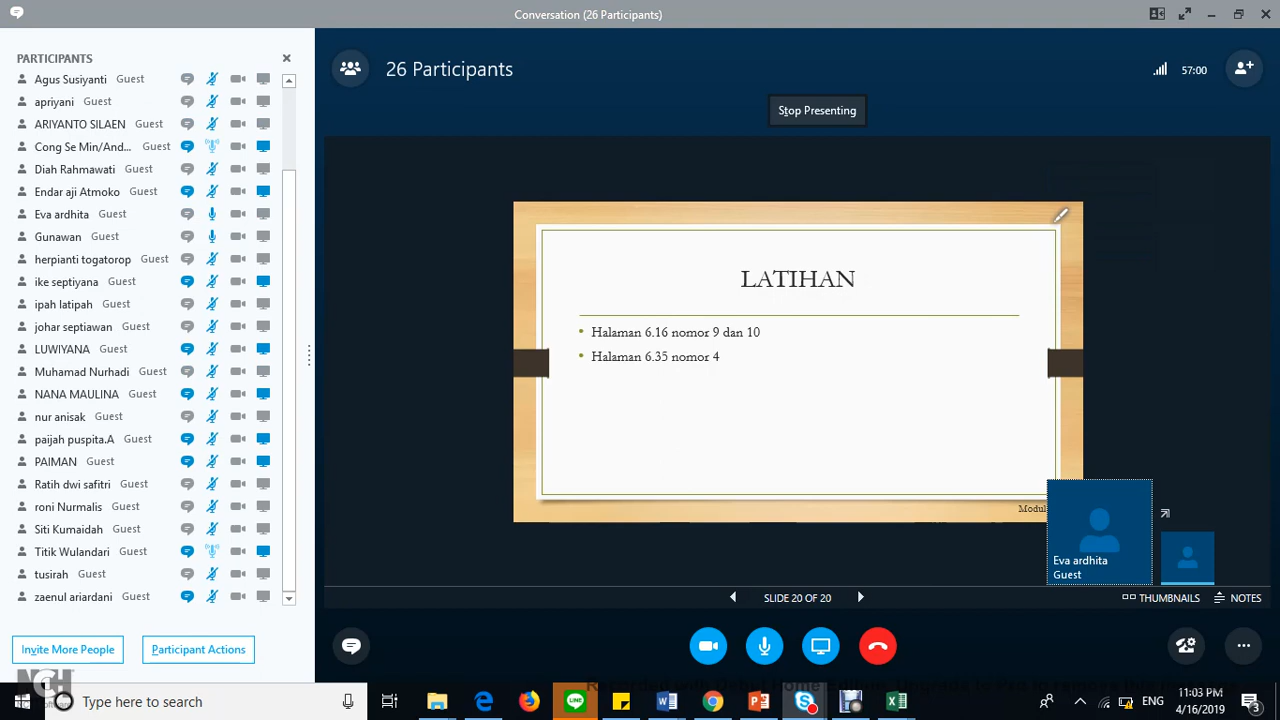 Conversation (26 Participants)
PARTICIPANTS
Agus Susiyanti Guest
apriyani Guest
ARIYANTO SILAEN Guest
Cong Se Min/And... Guest
Diah Rahmawati Guest
Endar aji Atmoko Guest
Eva ardhita Guest
Gunawan Guest
herpianti togatorop Guest
ike septiyana Guest
ipah latipah Guest
johar septiawan Guest
LUWIYANA Guest
Muhamad Nurhadi Guest
NANA MAULINA Guest
nur anisak Guest
paijah puspita.A Guest
PAIMAN Guest
Ratih dwi safitri Guest
roni Nurmalis Guest
Siti Kumaidah Guest
Titik Wulandari Guest
tusirah Guest
zaenul ariardani Guest
Invite More People
Participant Actions
26 Participants
57:00
Stop Presenting
LATIHAN
• Halaman 6.16 nomor 9 dan 10
• Halaman 6.35 nomor 4
Modul
Eva ardhita
Guest
SLIDE 20 OF 20
THUMBNAILS
NOTES
NCH
Type here to search
ENG
11:03 PM
4/16/2019
3